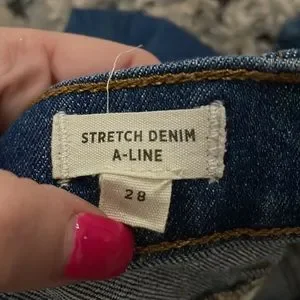 STRETCH DENIM
A-LINE
28